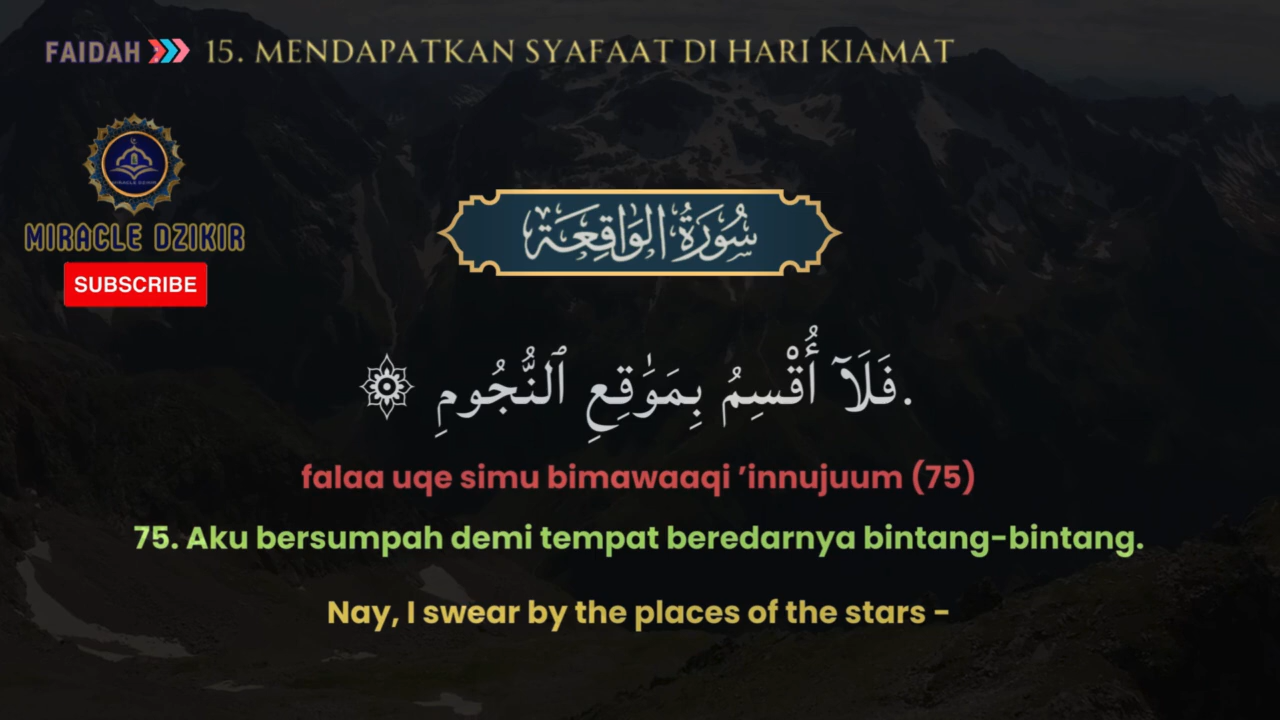 FAIDAH 15. MENDAPATKAN SYAFAAT DI HARI KIAMAT
MIRACLE DZIKIR
SUBSCRIBE
سُورَةُ الوَاقِعَة
فَلَآ أُقْسِمُ بِمَوَٰقِعِ ٱلنُّجُومِ.
falaa uqe simu bimawaaqi ’innujuum (75)
75. Aku bersumpah demi tempat beredarnya bintang-bintang.
Nay, I swear by the places of the stars -